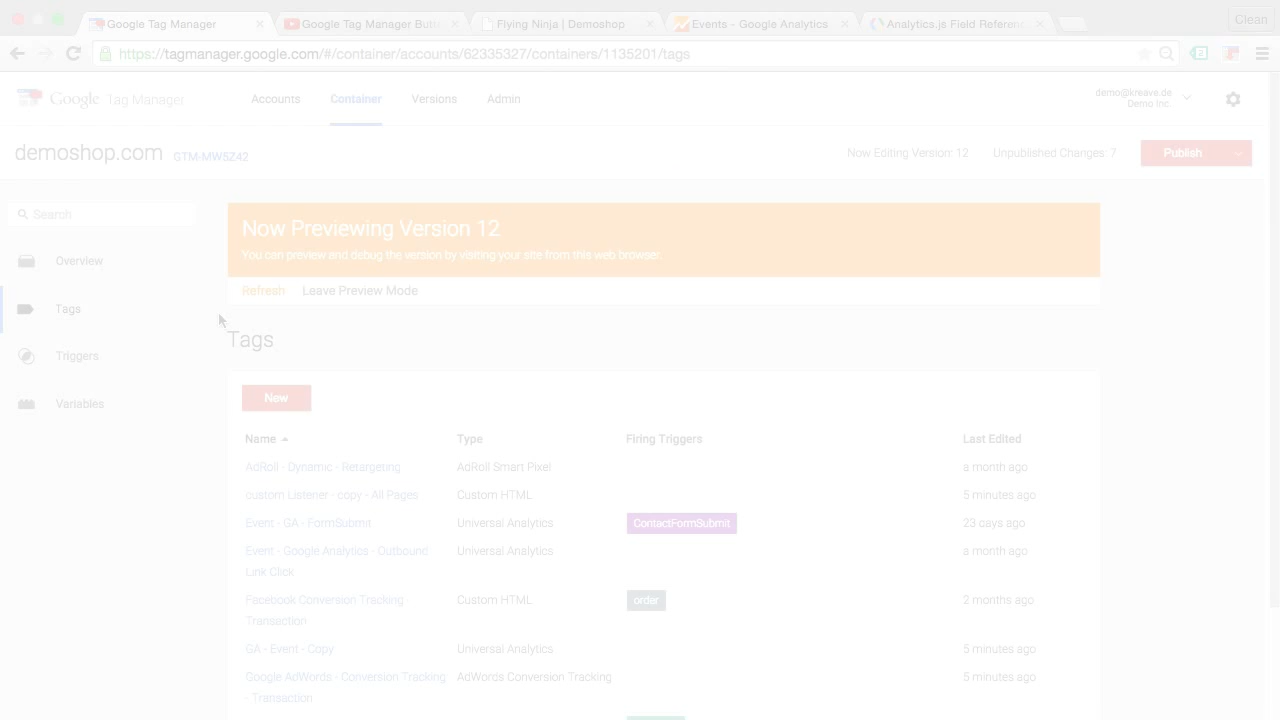 Google Tag Manager
Google Tag Manager Butt
Flying Ninja | Demoshop
Events - Google Analytics
Analytics.js Field Referenc
Clean
https://tagmanager.google.com/#/container/accounts/62335327/containers/1135201/tags
Google Tag Manager
Accounts
Container
Versions
Admin
demo@kreave.de
Demo Inc.
demoshop.com GTM-MW5Z42
Now Editing Version: 12
Unpublished Changes: 7
Publish
Search
Now Previewing Version 12
You can preview and debug the version by visiting your site from this web browser.
Refresh Leave Preview Mode
Overview
Tags
Triggers
Variables
Tags
New
Name Type Firing Triggers Last Edited
AdRoll - Dynamic - Retargeting AdRoll Smart Pixel a month ago
custom Listener - copy - All Pages Custom HTML 5 minutes ago
Event - GA - FormSubmit Universal Analytics ContactFormSubmit 23 days ago
Event - Google Analytics - Outbound Universal Analytics a month ago
Link Click
Facebook Conversion Tracking Custom HTML order 2 months ago
Transaction
GA - Event - Copy Universal Analytics 5 minutes ago
Google AdWords - Conversion Tracking AdWords Conversion Tracking 5 minutes ago
- Transaction